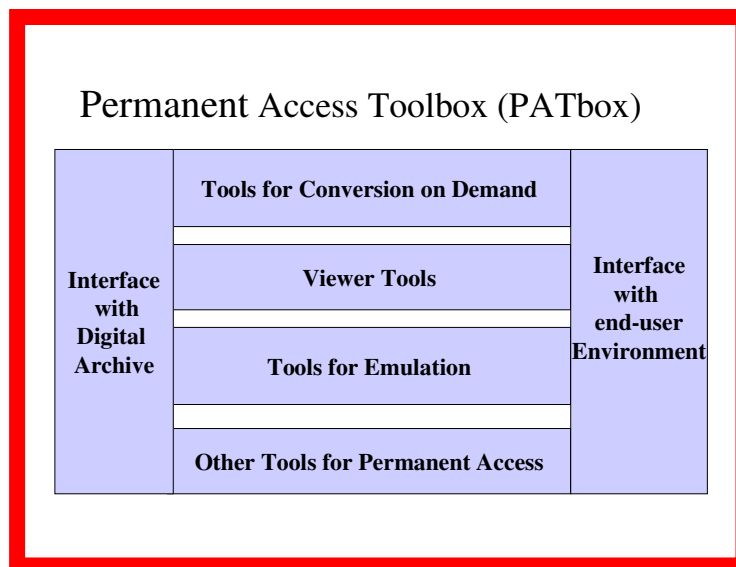 Permanent Access Toolbox (PATbox)
Interface
with
Digital
Archive
Tools for Conversion on Demand
Viewer Tools
Tools for Emulation
Other Tools for Permanent Access
Interface
with
end-user
Environment